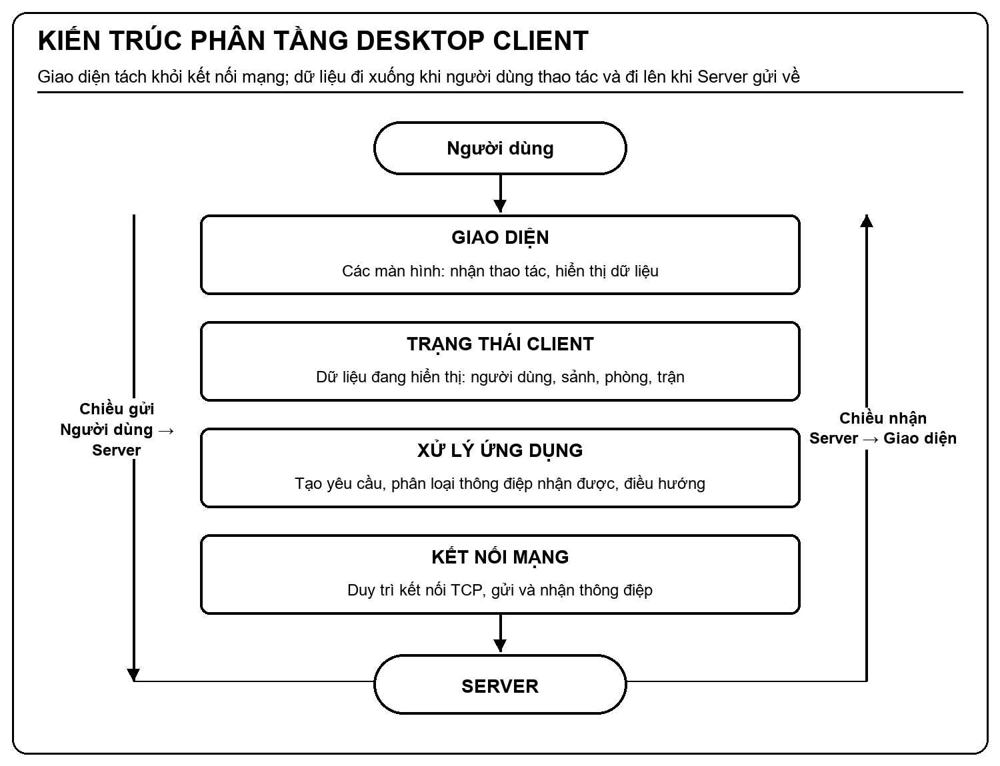 KIẾN TRÚC PHÂN TẦNG DESKTOP CLIENT
Giao diện tách khỏi kết nối mạng; dữ liệu đi xuống khi người dùng thao tác và đi lên khi Server gửi về
Người dùng
GIAO DIỆN
Các màn hình: nhận thao tác, hiển thị dữ liệu
TRẠNG THÁI CLIENT
Dữ liệu đang hiển thị: người dùng, sảnh, phòng, trận
Chiều gửi
Người dùng →
Server
Chiều nhận
Server → Giao diện
XỬ LÝ ỨNG DỤNG
Tạo yêu cầu, phân loại thông điệp nhận được, điều hướng
KẾT NỐI MẠNG
Duy trì kết nối TCP, gửi và nhận thông điệp
SERVER